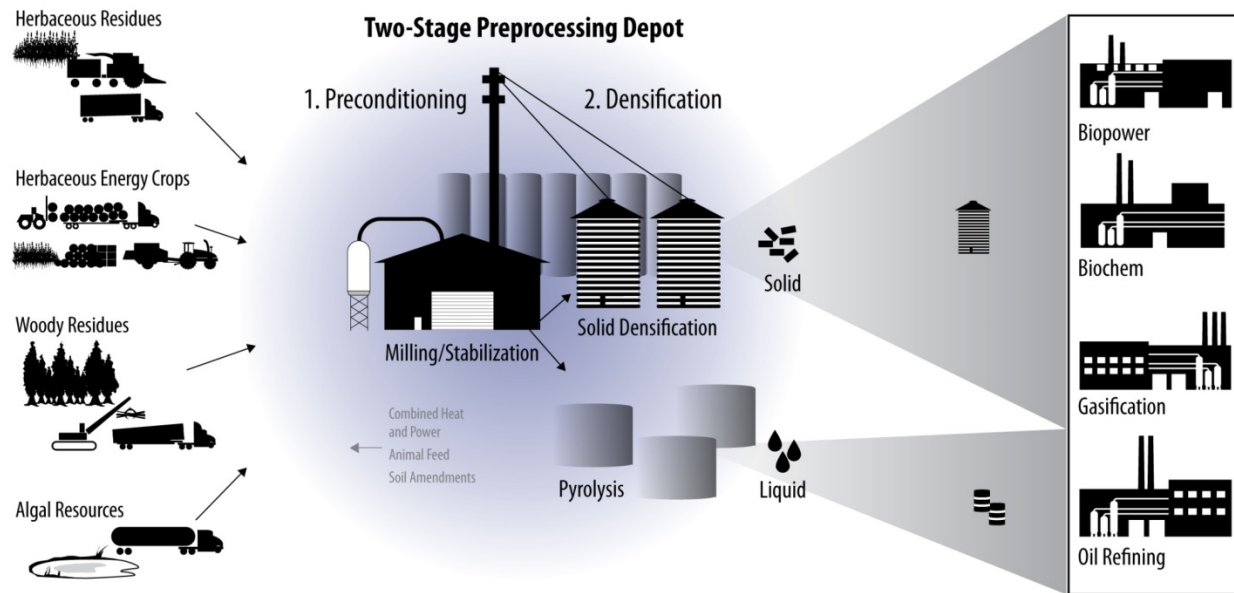 Herbaceous Residues
Herbaceous Energy Crops
Woody Residues
Algal Resources
Two-Stage Preprocessing Depot
1. Preconditioning
2. Densification
Milling/Stabilization
Solid Densification
Combined Heat
and Power
Animal Feed
Soil Amendments
Pyrolysis
Solid
Liquid
Biopower
Biochem
Gasification
Oil Refining